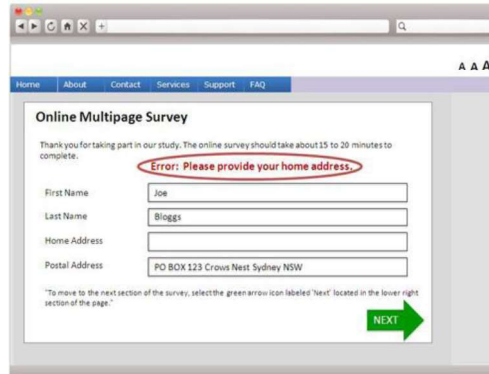 A A A
Home About Contact Services Support FAQ
Online Multipage Survey
Thank you for taking part in our study. The online survey should take about 15 to 20 minutes to
complete.
Error: Please provide your home address.
First Name Joe
Last Name Bloggs
Home Address
Postal Address PO BOX 123 Crows Nest Sydney NSW
"To move to the next section of the survey, select the green arrow icon labeled 'Next' located in the lower right
section of the page."
NEXT